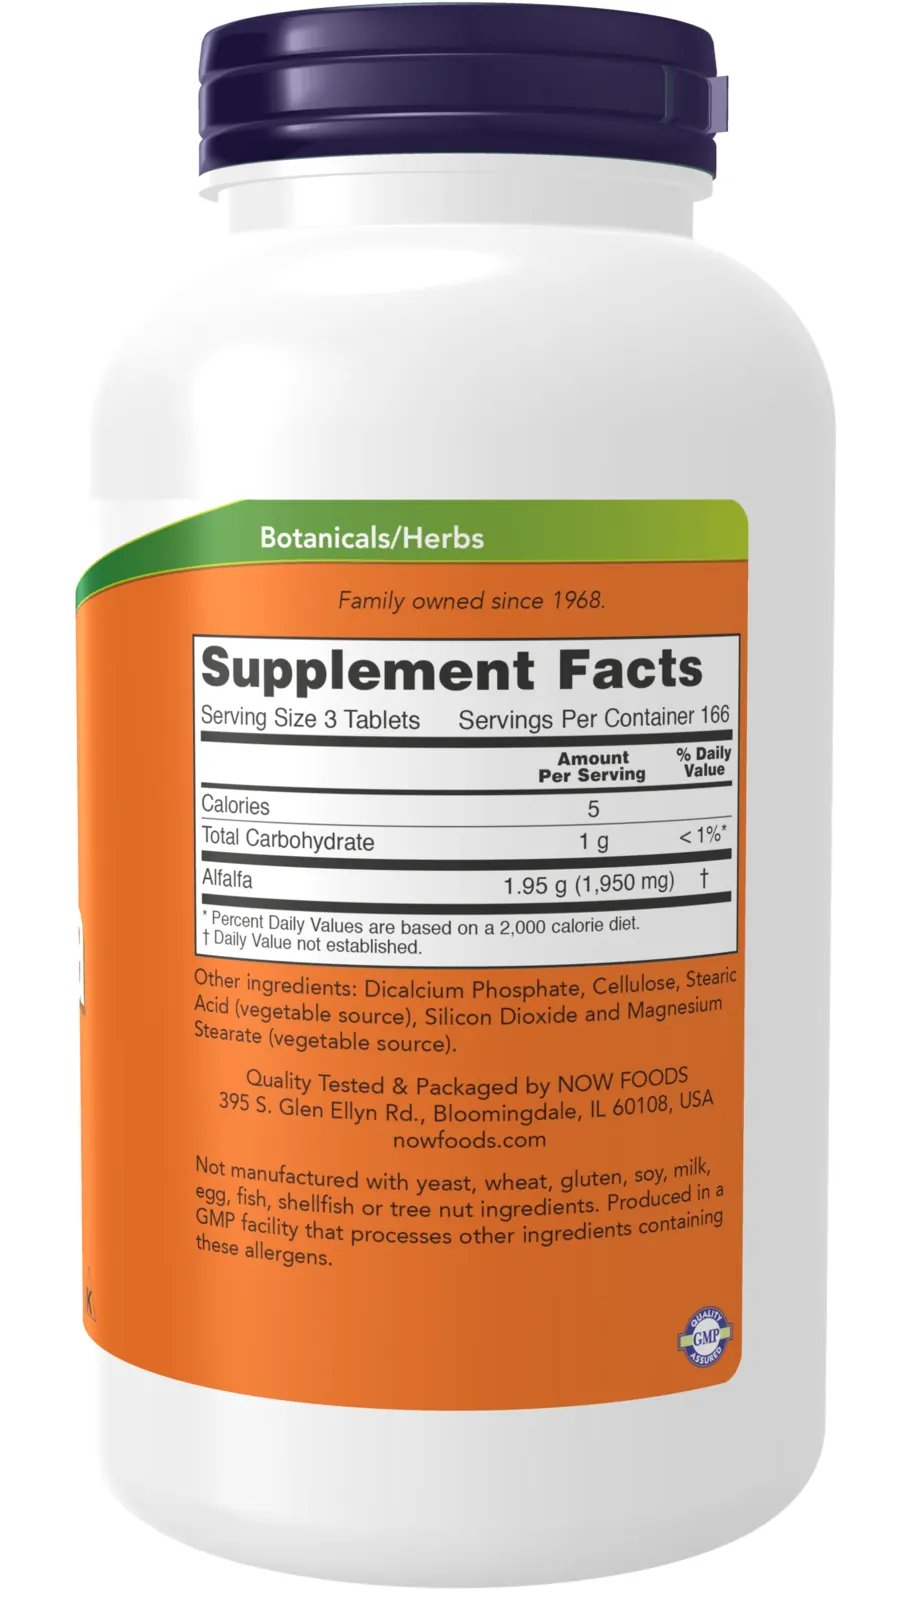 Botanicals/Herbs
Family owned since 1968.
Supplement Facts
Serving Size 3 Tablets Servings Per Container 166
Amount Per Serving % Daily Value
Calories 5
Total Carbohydrate 1 g < 1%*
Alfalfa 1.95 g (1,950 mg) †
* Percent Daily Values are based on a 2,000 calorie diet.
† Daily Value not established.
Other ingredients: Dicalcium Phosphate, Cellulose, Stearic
Acid (vegetable source), Silicon Dioxide and Magnesium
Stearate (vegetable source).
Quality Tested & Packaged by NOW FOODS
395 S. Glen Ellyn Rd., Bloomingdale, IL 60108, USA
nowfoods.com
Not manufactured with yeast, wheat, gluten, soy, milk,
egg, fish, shellfish or tree nut ingredients. Produced in a
GMP facility that processes other ingredients containing
these allergens.
K
QUALITY
GMP
ASSURED